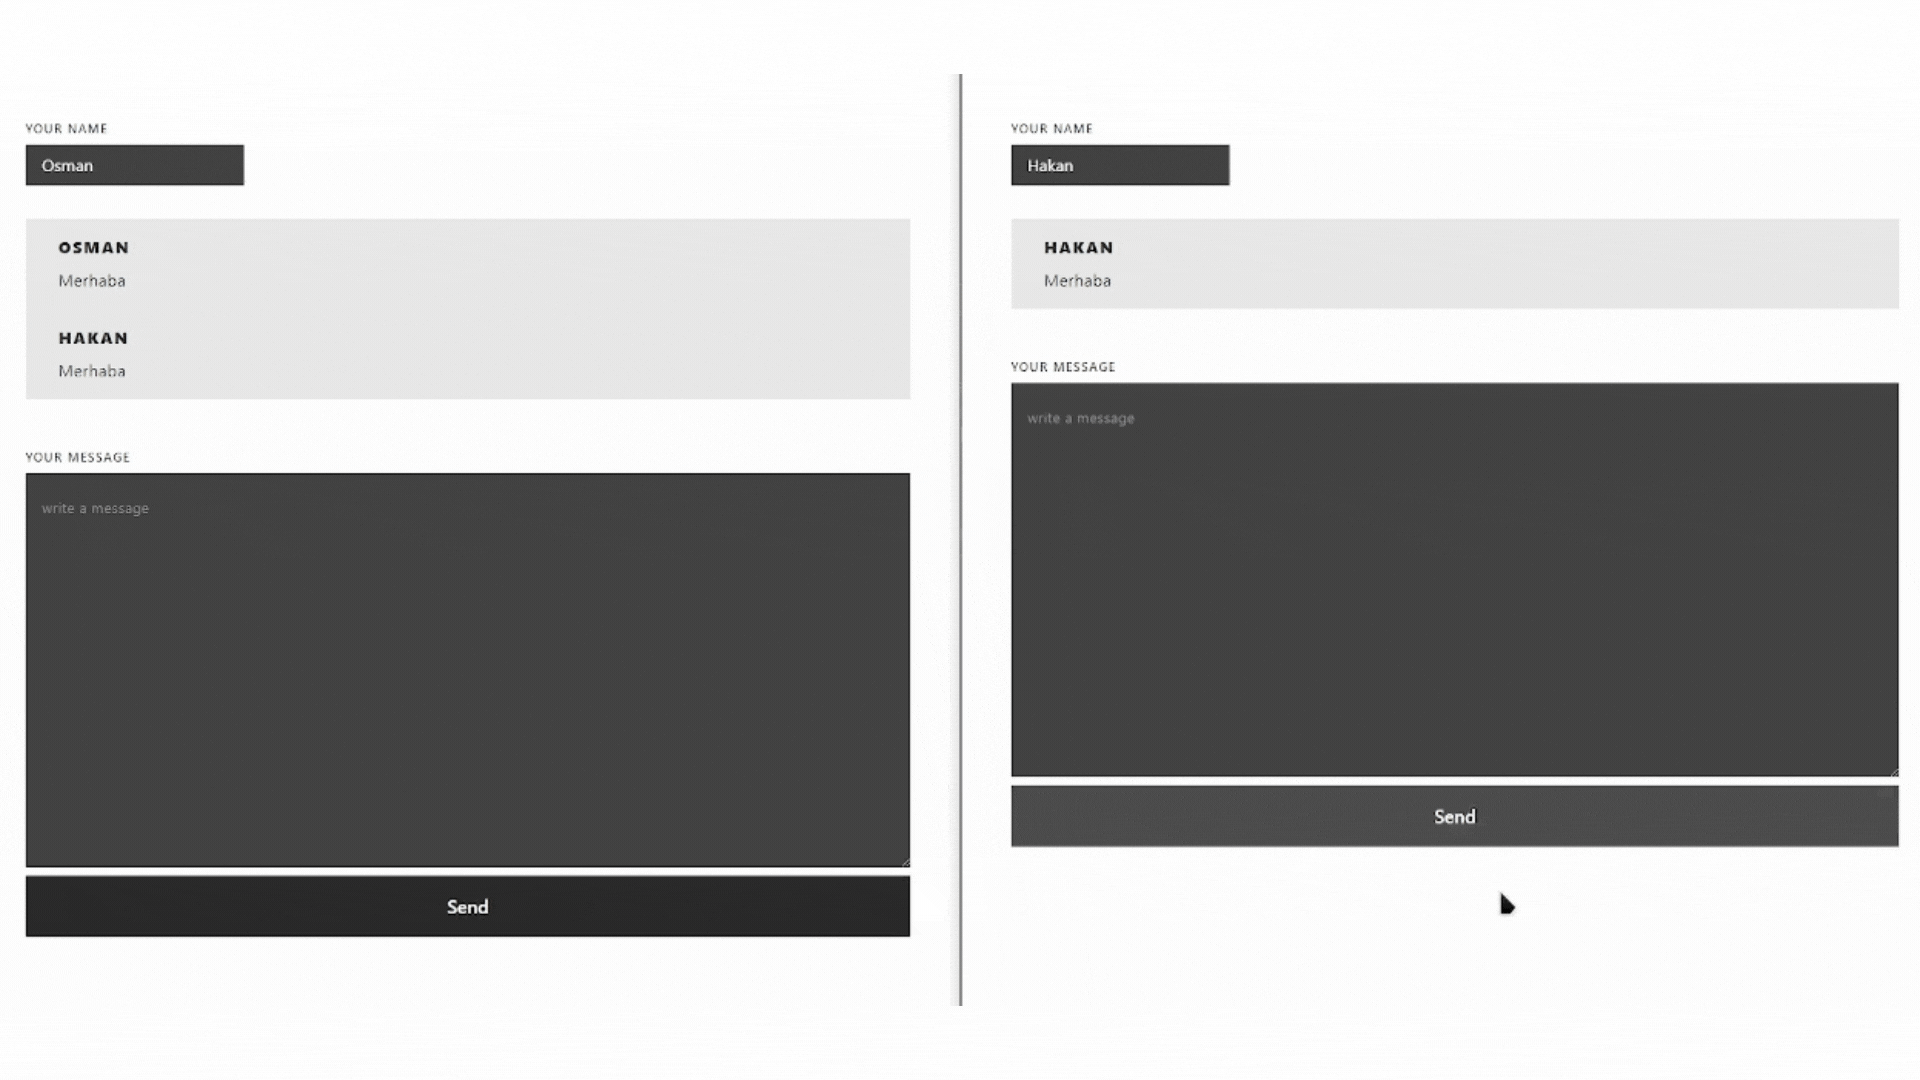 YOUR NAME
Osman
OSMAN
Merhaba
HAKAN
Merhaba
YOUR MESSAGE
write a message
Send
YOUR NAME
Hakan
HAKAN
Merhaba
YOUR MESSAGE
write a message
Send